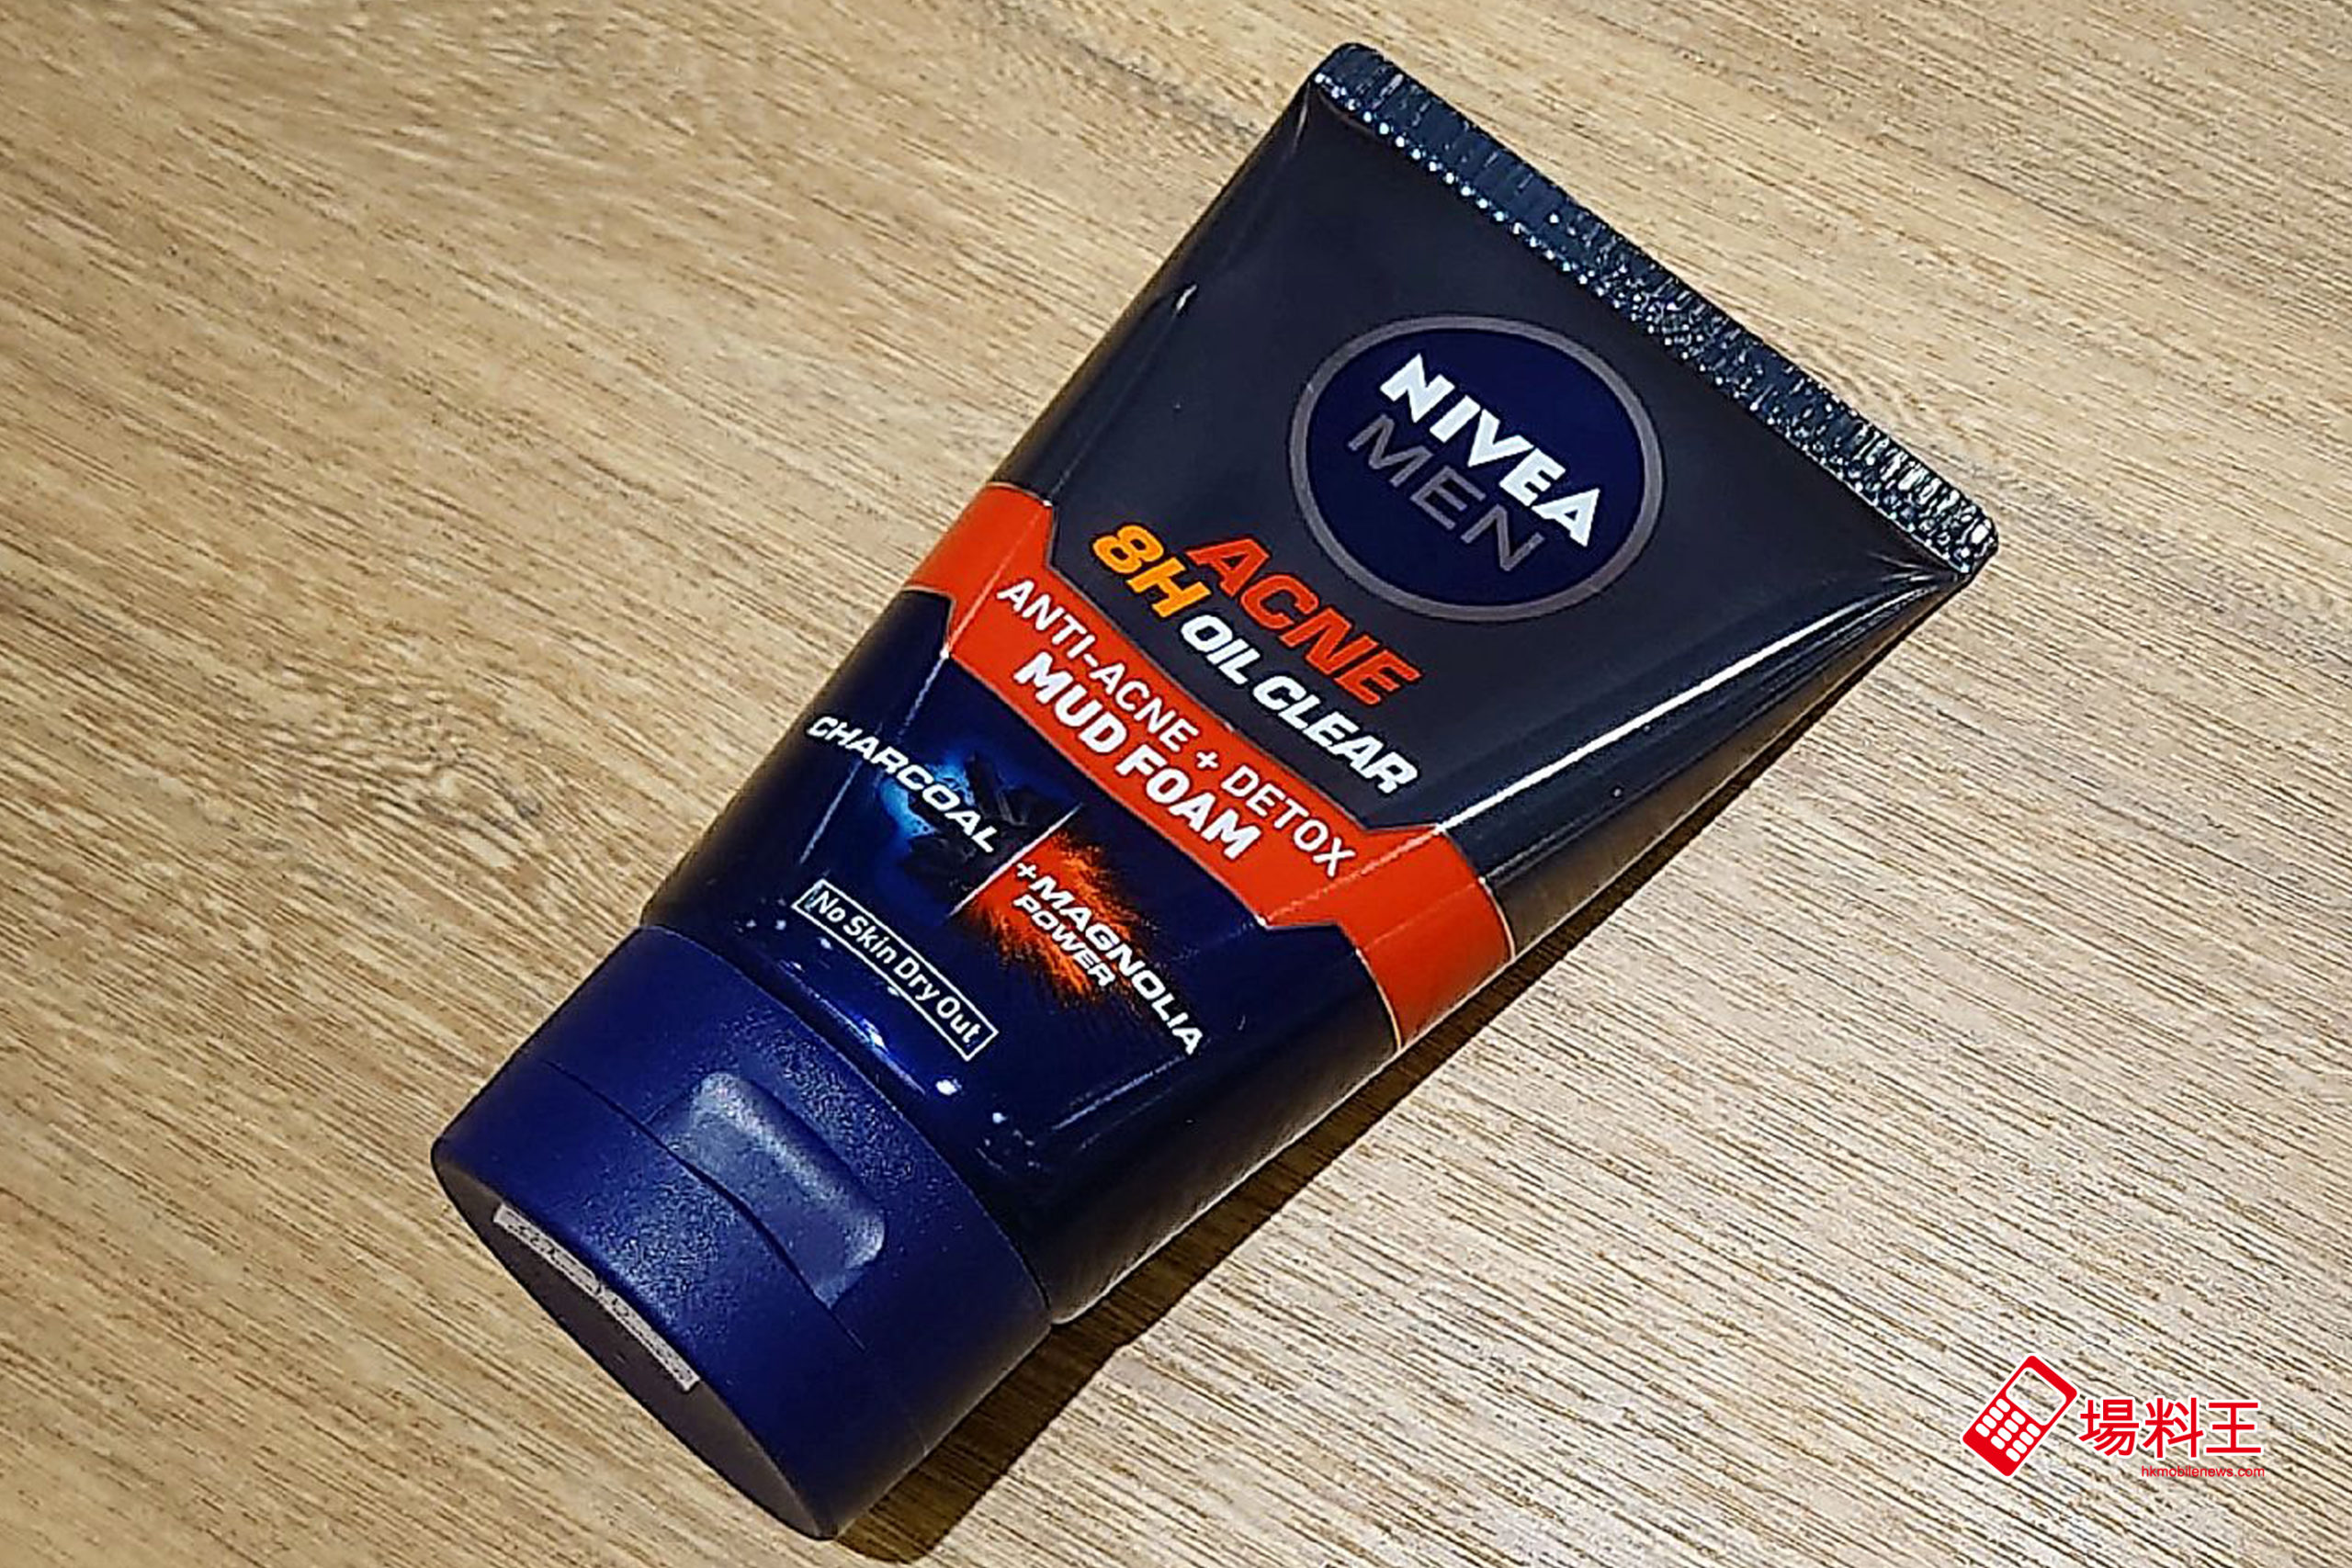 NIVEA
MEN
ACNE
8H OIL CLEAR
ANTI-ACNE + DETOX
MUD FOAM
CHARCOAL
+MAGNOLIA
POWER
No Skin Dry Out
場料王
hkmobilenews.com